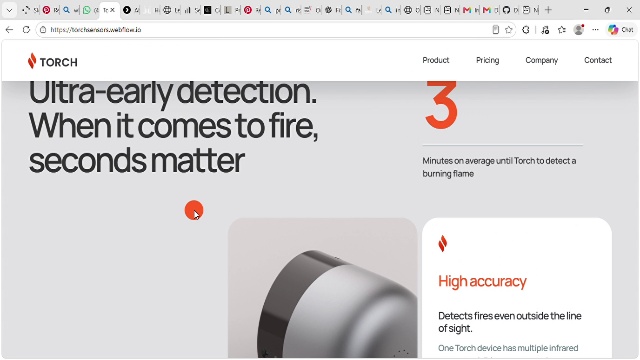 https://torchsensors.webflow.io
Chat
TORCH
Product
Pricing
Company
Contact
Ultra-early detection.
When it comes to fire,
seconds matter
3
Minutes on average until Torch to detect a
burning flame
High accuracy
Detects fires even outside the line
of sight.
One Torch device has multiple infrared